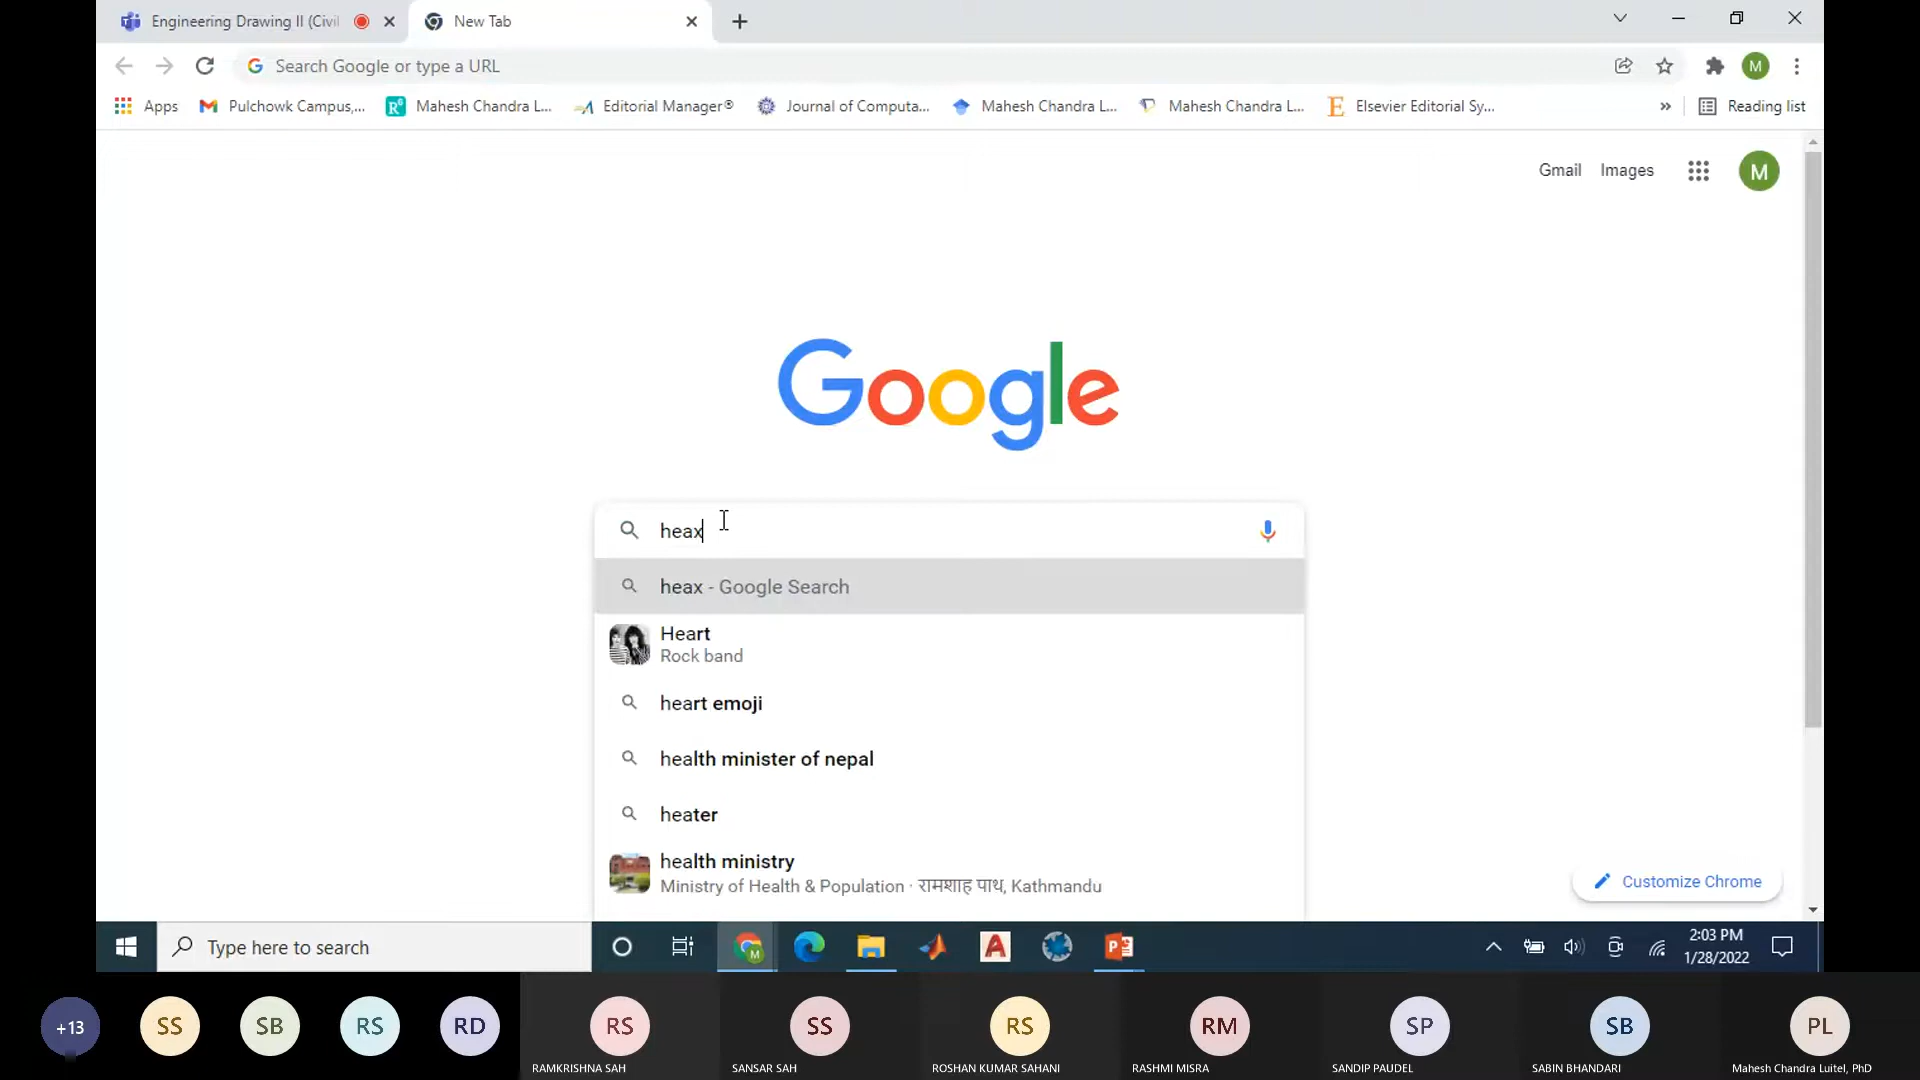 Engineering Drawing II (Civil
New Tab
Search Google or type a URL
M
Apps
Pulchowk Campus,...
Mahesh Chandra L...
Editorial Manager®
Journal of Computa...
Mahesh Chandra L...
Mahesh Chandra L...
Elsevier Editorial Sy...
»
Reading list
Gmail
Images
M
Google
heax
heax - Google Search
Heart
Rock band
heart emoji
health minister of nepal
heater
health ministry
Ministry of Health & Population · रामशाह पाथ, Kathmandu
Customize Chrome
Type here to search
2:03 PM
1/28/2022
+13
SS
SB
RS
RD
RS
RAMKRISHNA SAH
SS
SANSAR SAH
RS
ROSHAN KUMAR SAHANI
RM
RASHMI MISRA
SP
SANDIP PAUDEL
SB
SABIN BHANDARI
PL
Mahesh Chandra Luitel, PhD